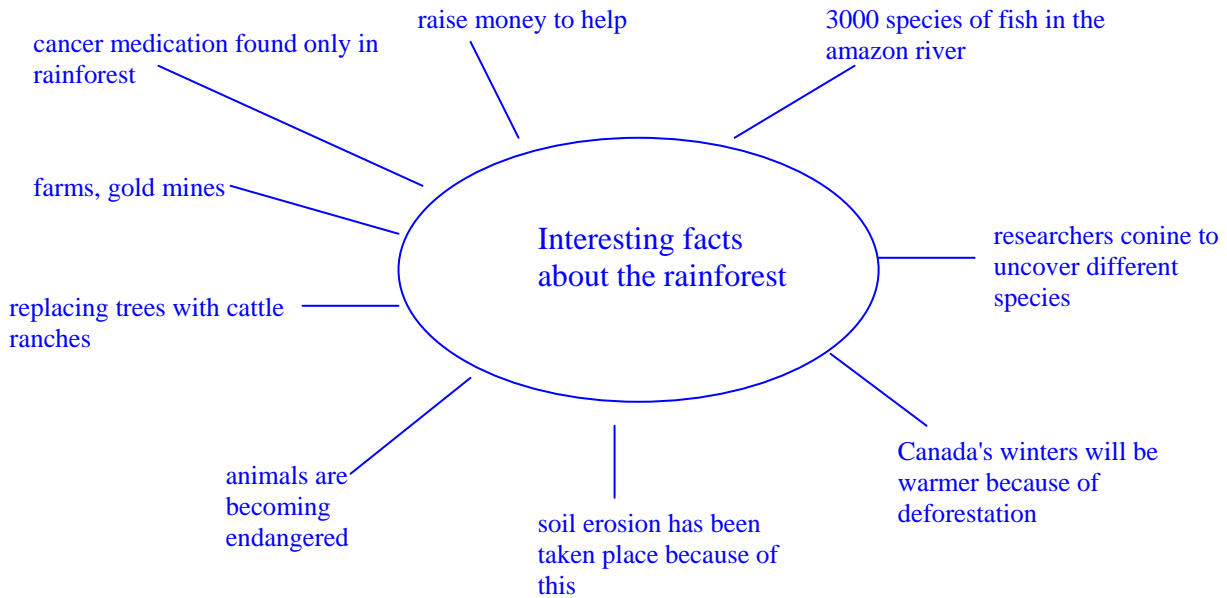 raise money to help
3000 species of fish in the
amazon river
cancer medication found only in
rainforest
farms, gold mines
Interesting facts
about the rainforest
researchers conine to
uncover different
species
replacing trees with cattle
ranches
Canada's winters will be
warmer because of
deforestation
animals are
becoming
endangered
soil erosion has been
taken place because of
this